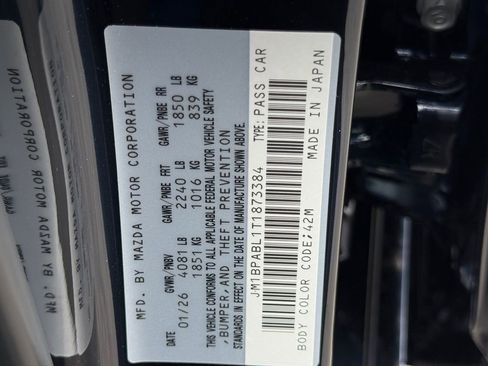 MFD. BY MAZDA MOTOR CORPORATION
DATE GVWR/PNBV GAWR/PNBE FRT GAWR/PNBE RR
01/26 4081 LB 2240 LB 1850 LB
1851 KG 1016 KG 839 KG
THIS VEHICLE CONFORMS TO ALL APPLICABLE FEDERAL MOTOR VEHICLE SAFETY
,BUMPER,AND THEFT PREVENTION
STANDARDS IN EFFECT ON THE DATE OF MANUFACTURE SHOWN ABOVE.
JM1BPABL1T1873384 TYPE: PASS CAR
BODY COLOR CODE:42M MADE IN JAPAN
MFD. BY MAZDA MOTOR CORPORATION